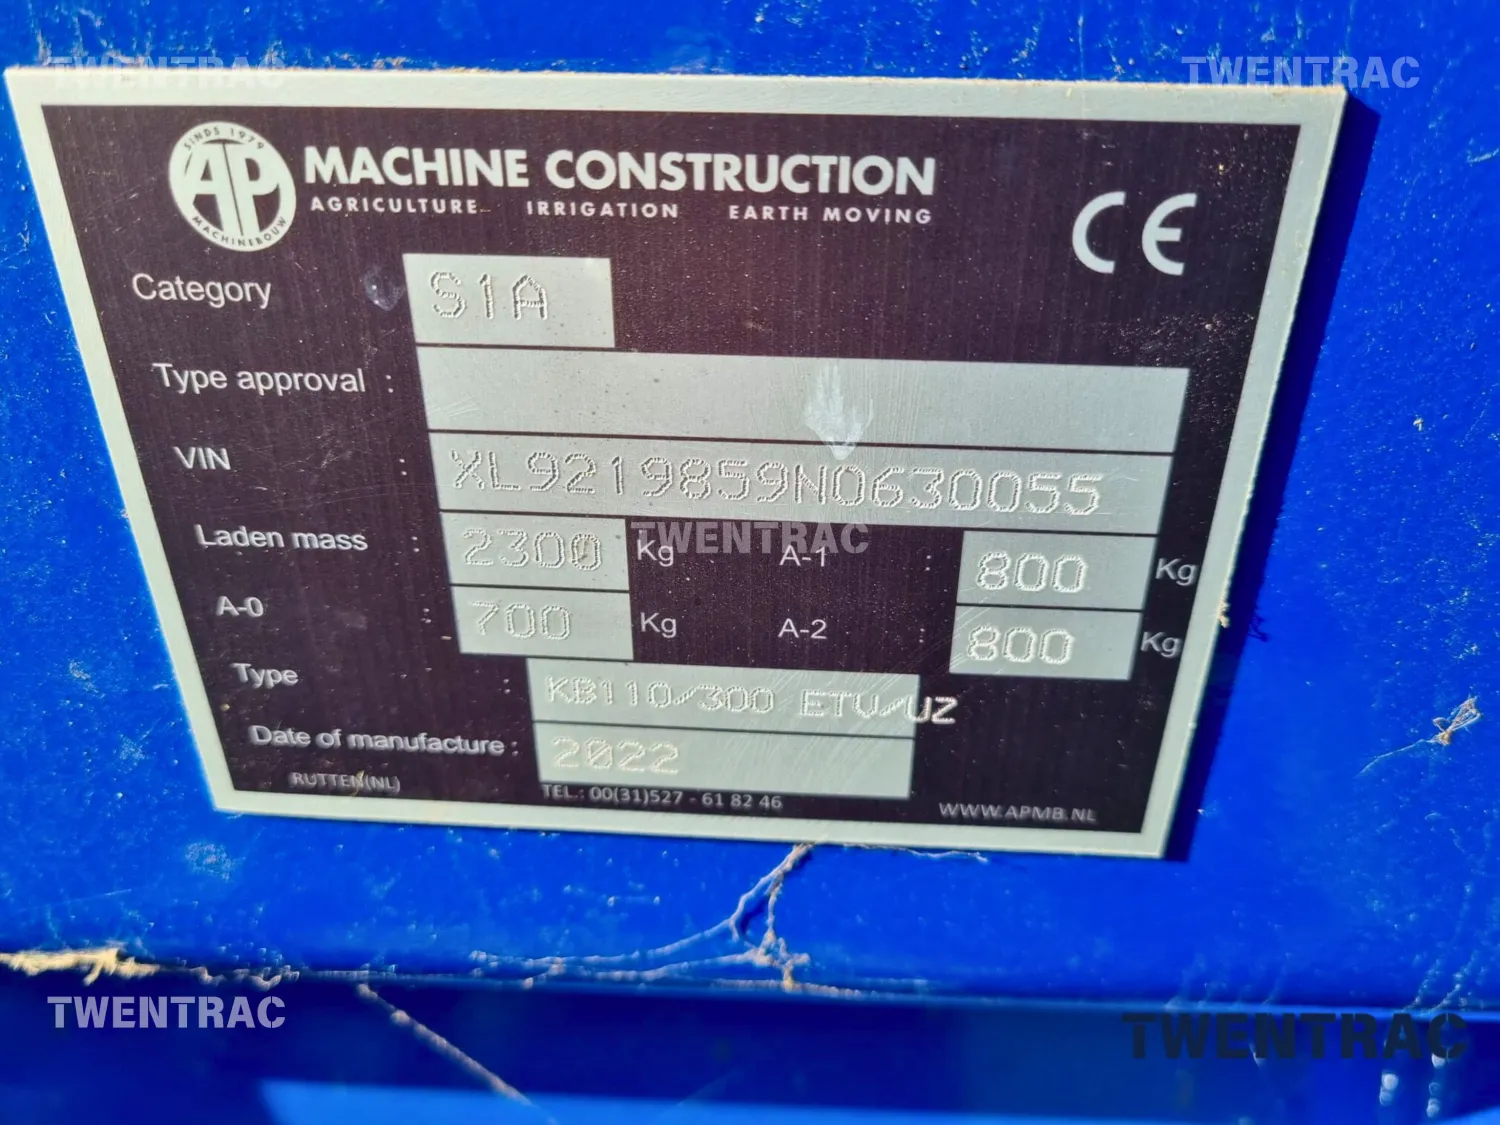 TWENTRAC TWENTRAC
SINDS 1979
AP
MACHINEBOUW
MACHINE CONSTRUCTION
AGRICULTURE IRRIGATION EARTH MOVING
CE
Category S1A
Type approval :
VIN : XL9219859N0630055
Laden mass : 2300 Kg A-1 : 800 Kg
TWENTRAC
A-0 : 700 Kg A-2 : 800 Kg
Type : KB110/300 ETV/UZ
Date of manufacture : 2022
RUTTEN(NL) TEL.: 00(31)527 - 61 82 46 WWW.APMB.NL
TWENTRAC TWENTRAC